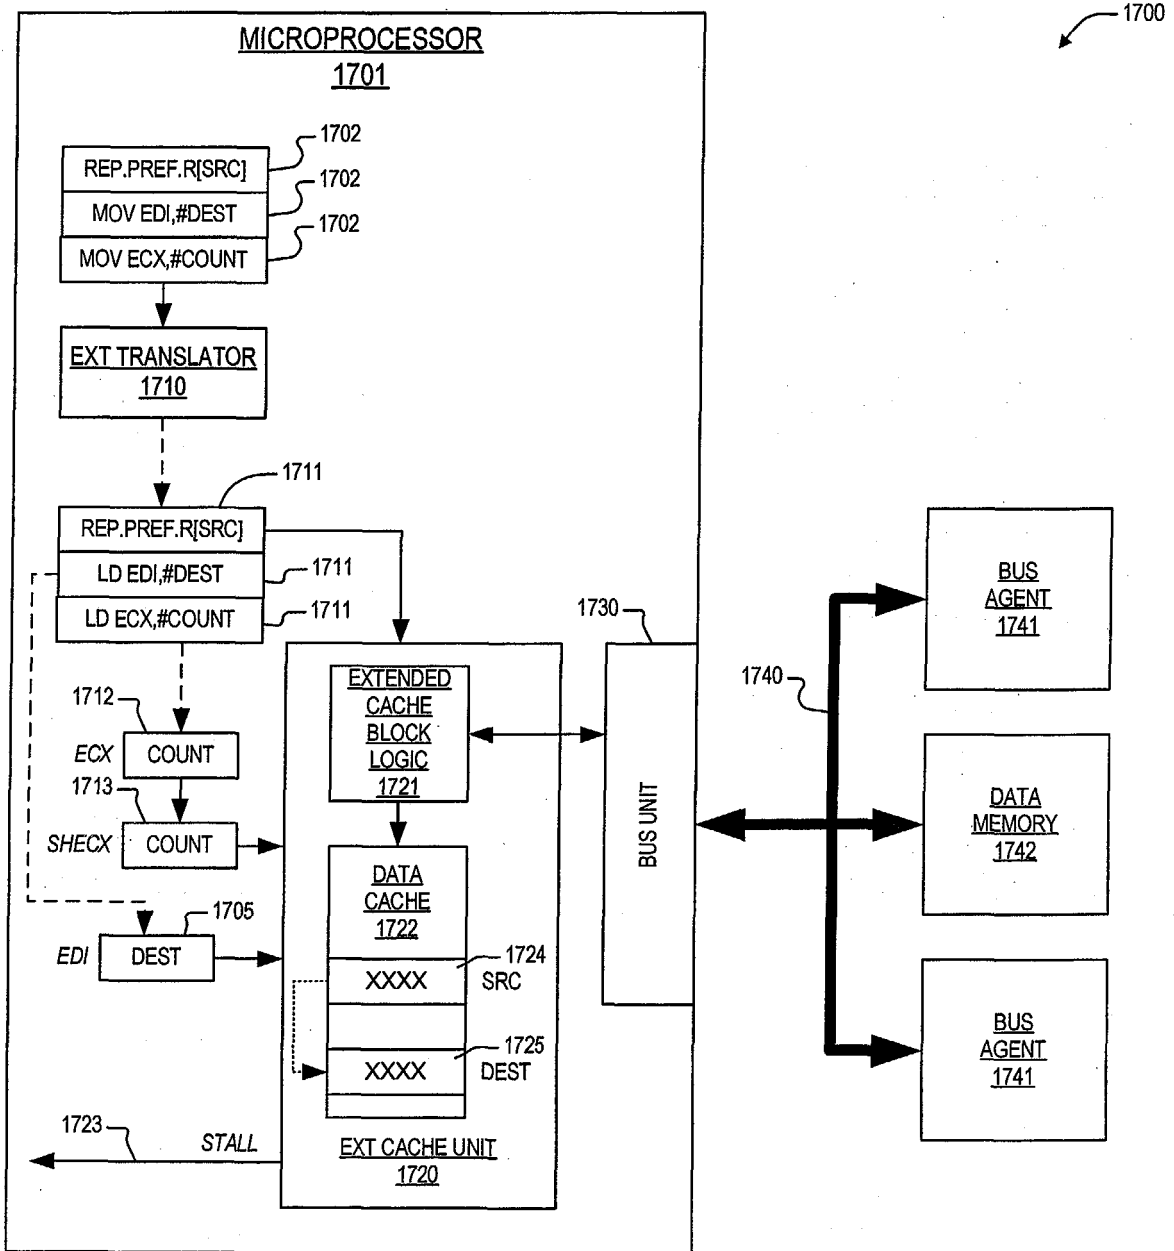 1700
MICROPROCESSOR
1701
1702
REP.PREF.R[SRC]
1702
MOV EDI,#DEST
1702
MOV ECX,#COUNT
EXT TRANSLATOR
1710
1711
REP.PREF.R[SRC]
LD EDI,#DEST
1711
LD ECX,#COUNT
1711
1712
ECX
COUNT
1713
SHECX
COUNT
1705
EDI
DEST
EXTENDED
CACHE
BLOCK
LOGIC
1721
DATA
CACHE
1722
1724
XXXX
SRC
1725
XXXX
DEST
1723
STALL
EXT CACHE UNIT
1720
1730
BUS UNIT
1740
BUS
AGENT
1741
DATA
MEMORY
1742
BUS
AGENT
1741